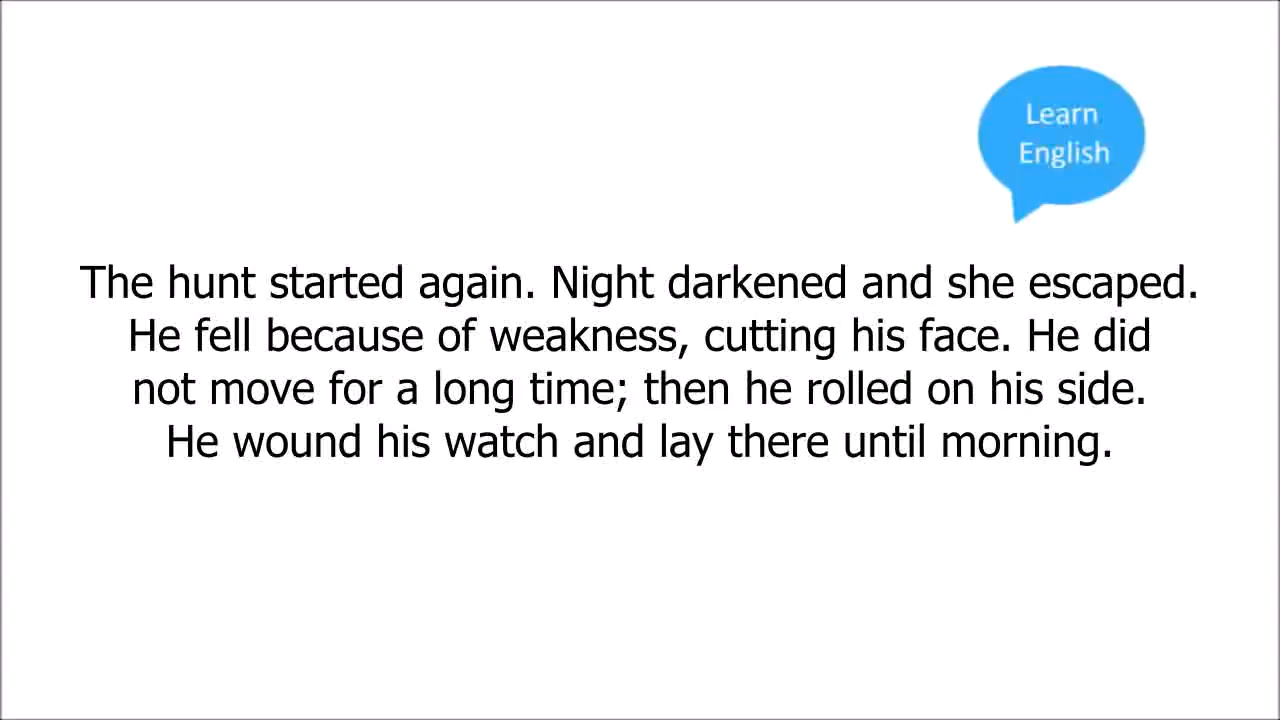 Learn
English
The hunt started again. Night darkened and she escaped.
He fell because of weakness, cutting his face. He did
not move for a long time; then he rolled on his side.
He wound his watch and lay there until morning.